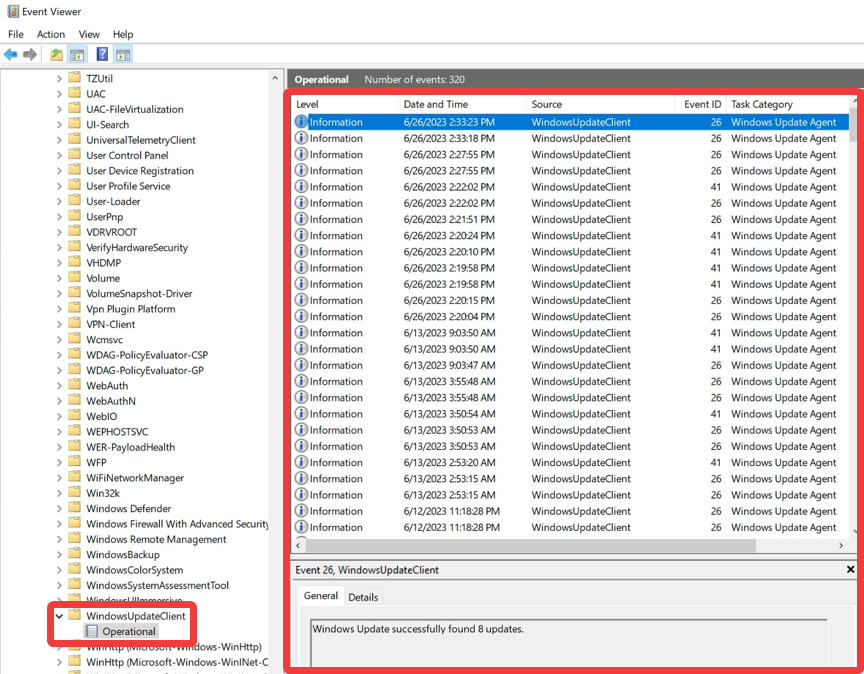 Event Viewer
File Action View Help
TZUtil
UAC
UAC-FileVirtualization
UI-Search
UniversalTelemetryClient
User Control Panel
User Device Registration
User Profile Service
User-Loader
UserPnp
VDRVROOT
VerifyHardwareSecurity
VHDMP
Volume
VolumeSnapshot-Driver
Vpn Plugin Platform
VPN-Client
Wcmsvc
WDAG-PolicyEvaluator-CSP
WDAG-PolicyEvaluator-GP
WebAuth
WebAuthN
WebIO
WEPHOSTSVC
WER-PayloadHealth
WFP
WiFiNetworkManager
Win32k
Windows Defender
Windows Firewall With Advanced Security
Windows Remote Management
WindowsBackup
WindowsColorSystem
WindowsSystemAssessmentTool
WindowsUIImmersive
WindowsUpdateClient
Operational
WinHttp (Microsoft-Windows-WinHttp)
WinHttp (Microsoft-Windows-WinINet-C
Operational Number of events: 320
Level Date and Time Source Event ID Task Category
Information 6/26/2023 2:33:23 PM WindowsUpdateClient 26 Windows Update Agent
Information 6/26/2023 2:33:18 PM WindowsUpdateClient 26 Windows Update Agent
Information 6/26/2023 2:27:55 PM WindowsUpdateClient 26 Windows Update Agent
Information 6/26/2023 2:27:55 PM WindowsUpdateClient 26 Windows Update Agent
Information 6/26/2023 2:22:02 PM WindowsUpdateClient 41 Windows Update Agent
Information 6/26/2023 2:22:02 PM WindowsUpdateClient 26 Windows Update Agent
Information 6/26/2023 2:21:51 PM WindowsUpdateClient 26 Windows Update Agent
Information 6/26/2023 2:20:24 PM WindowsUpdateClient 41 Windows Update Agent
Information 6/26/2023 2:20:10 PM WindowsUpdateClient 41 Windows Update Agent
Information 6/26/2023 2:19:58 PM WindowsUpdateClient 41 Windows Update Agent
Information 6/26/2023 2:19:58 PM WindowsUpdateClient 41 Windows Update Agent
Information 6/26/2023 2:20:15 PM WindowsUpdateClient 26 Windows Update Agent
Information 6/26/2023 2:20:04 PM WindowsUpdateClient 26 Windows Update Agent
Information 6/13/2023 9:03:50 AM WindowsUpdateClient 41 Windows Update Agent
Information 6/13/2023 9:03:50 AM WindowsUpdateClient 41 Windows Update Agent
Information 6/13/2023 9:03:47 AM WindowsUpdateClient 26 Windows Update Agent
Information 6/13/2023 3:55:48 AM WindowsUpdateClient 26 Windows Update Agent
Information 6/13/2023 3:55:48 AM WindowsUpdateClient 26 Windows Update Agent
Information 6/13/2023 3:50:54 AM WindowsUpdateClient 41 Windows Update Agent
Information 6/13/2023 3:50:53 AM WindowsUpdateClient 26 Windows Update Agent
Information 6/13/2023 3:50:53 AM WindowsUpdateClient 26 Windows Update Agent
Information 6/13/2023 2:53:20 AM WindowsUpdateClient 41 Windows Update Agent
Information 6/13/2023 2:53:15 AM WindowsUpdateClient 26 Windows Update Agent
Information 6/13/2023 2:53:15 AM WindowsUpdateClient 26 Windows Update Agent
Information 6/12/2023 11:18:28 PM WindowsUpdateClient 26 Windows Update Agent
Information 6/12/2023 11:18:28 PM WindowsUpdateClient 26 Windows Update Agent
Event 26, WindowsUpdateClient
General Details
Windows Update successfully found 8 updates.